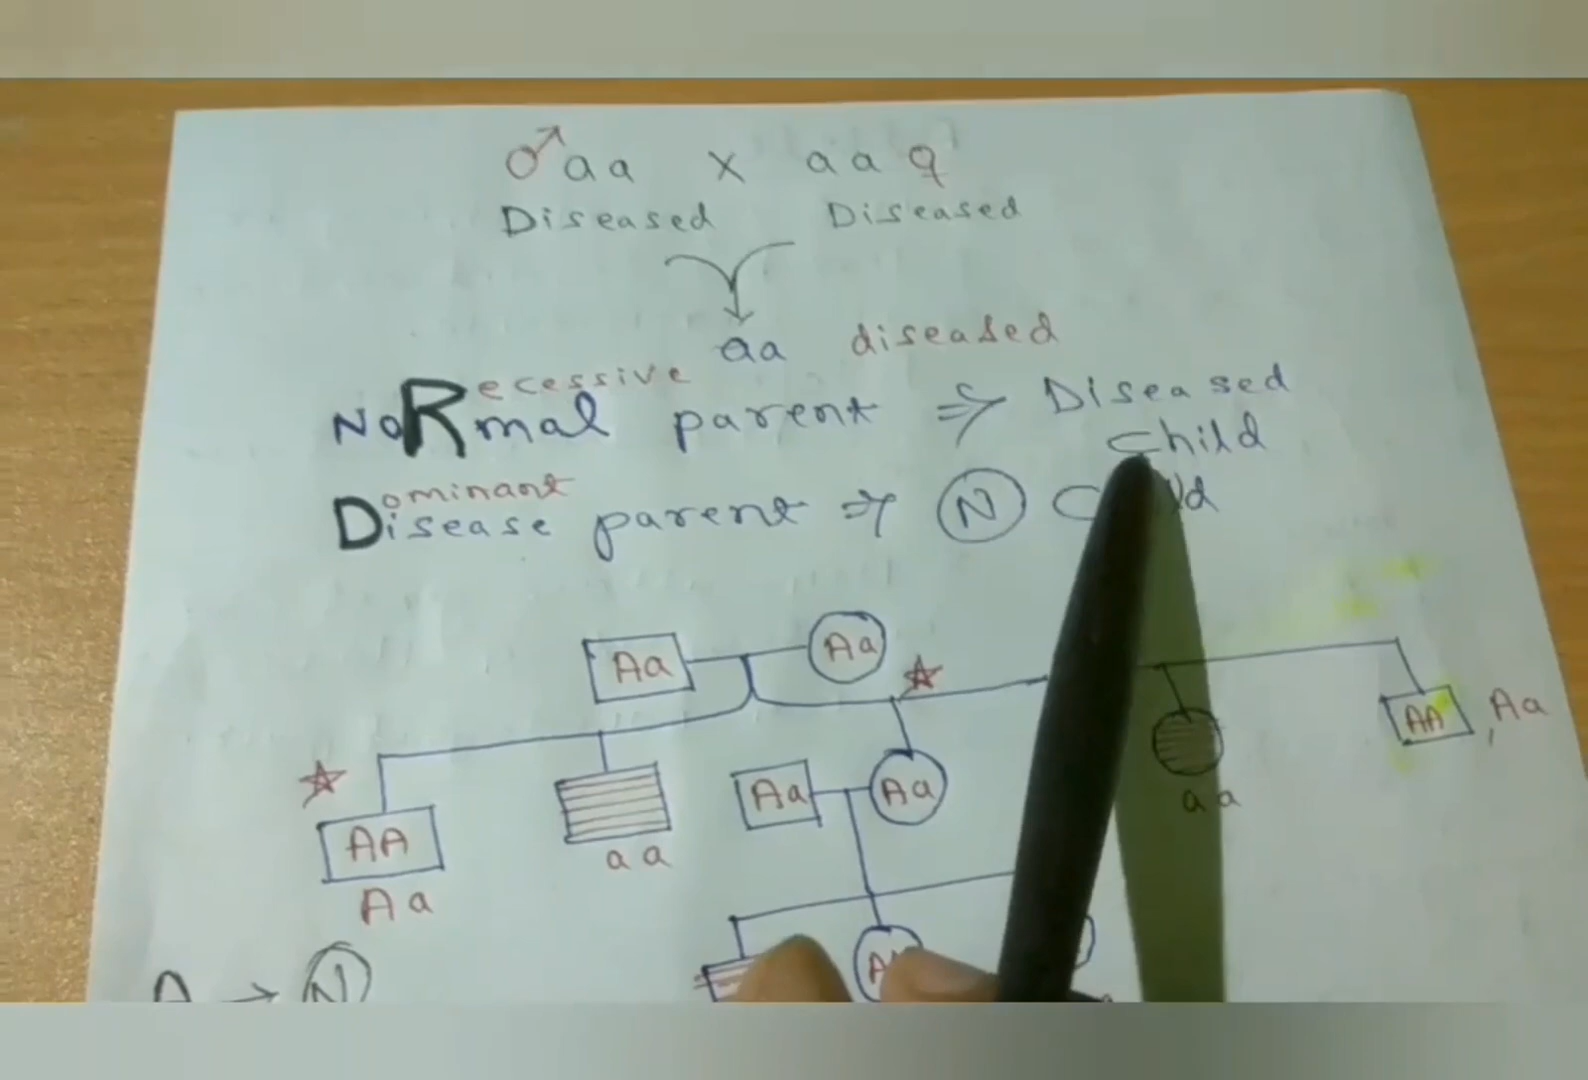 ♂ aa x aa ♀
Diseased Diseased
aa diseased
Recessive
NoRmal parent ⇒ Diseased
Child
Dominant
Disease parent ⇒ N
Aa Aa
AA , Aa
Aa Aa
aa
AA
aa
Aa
N